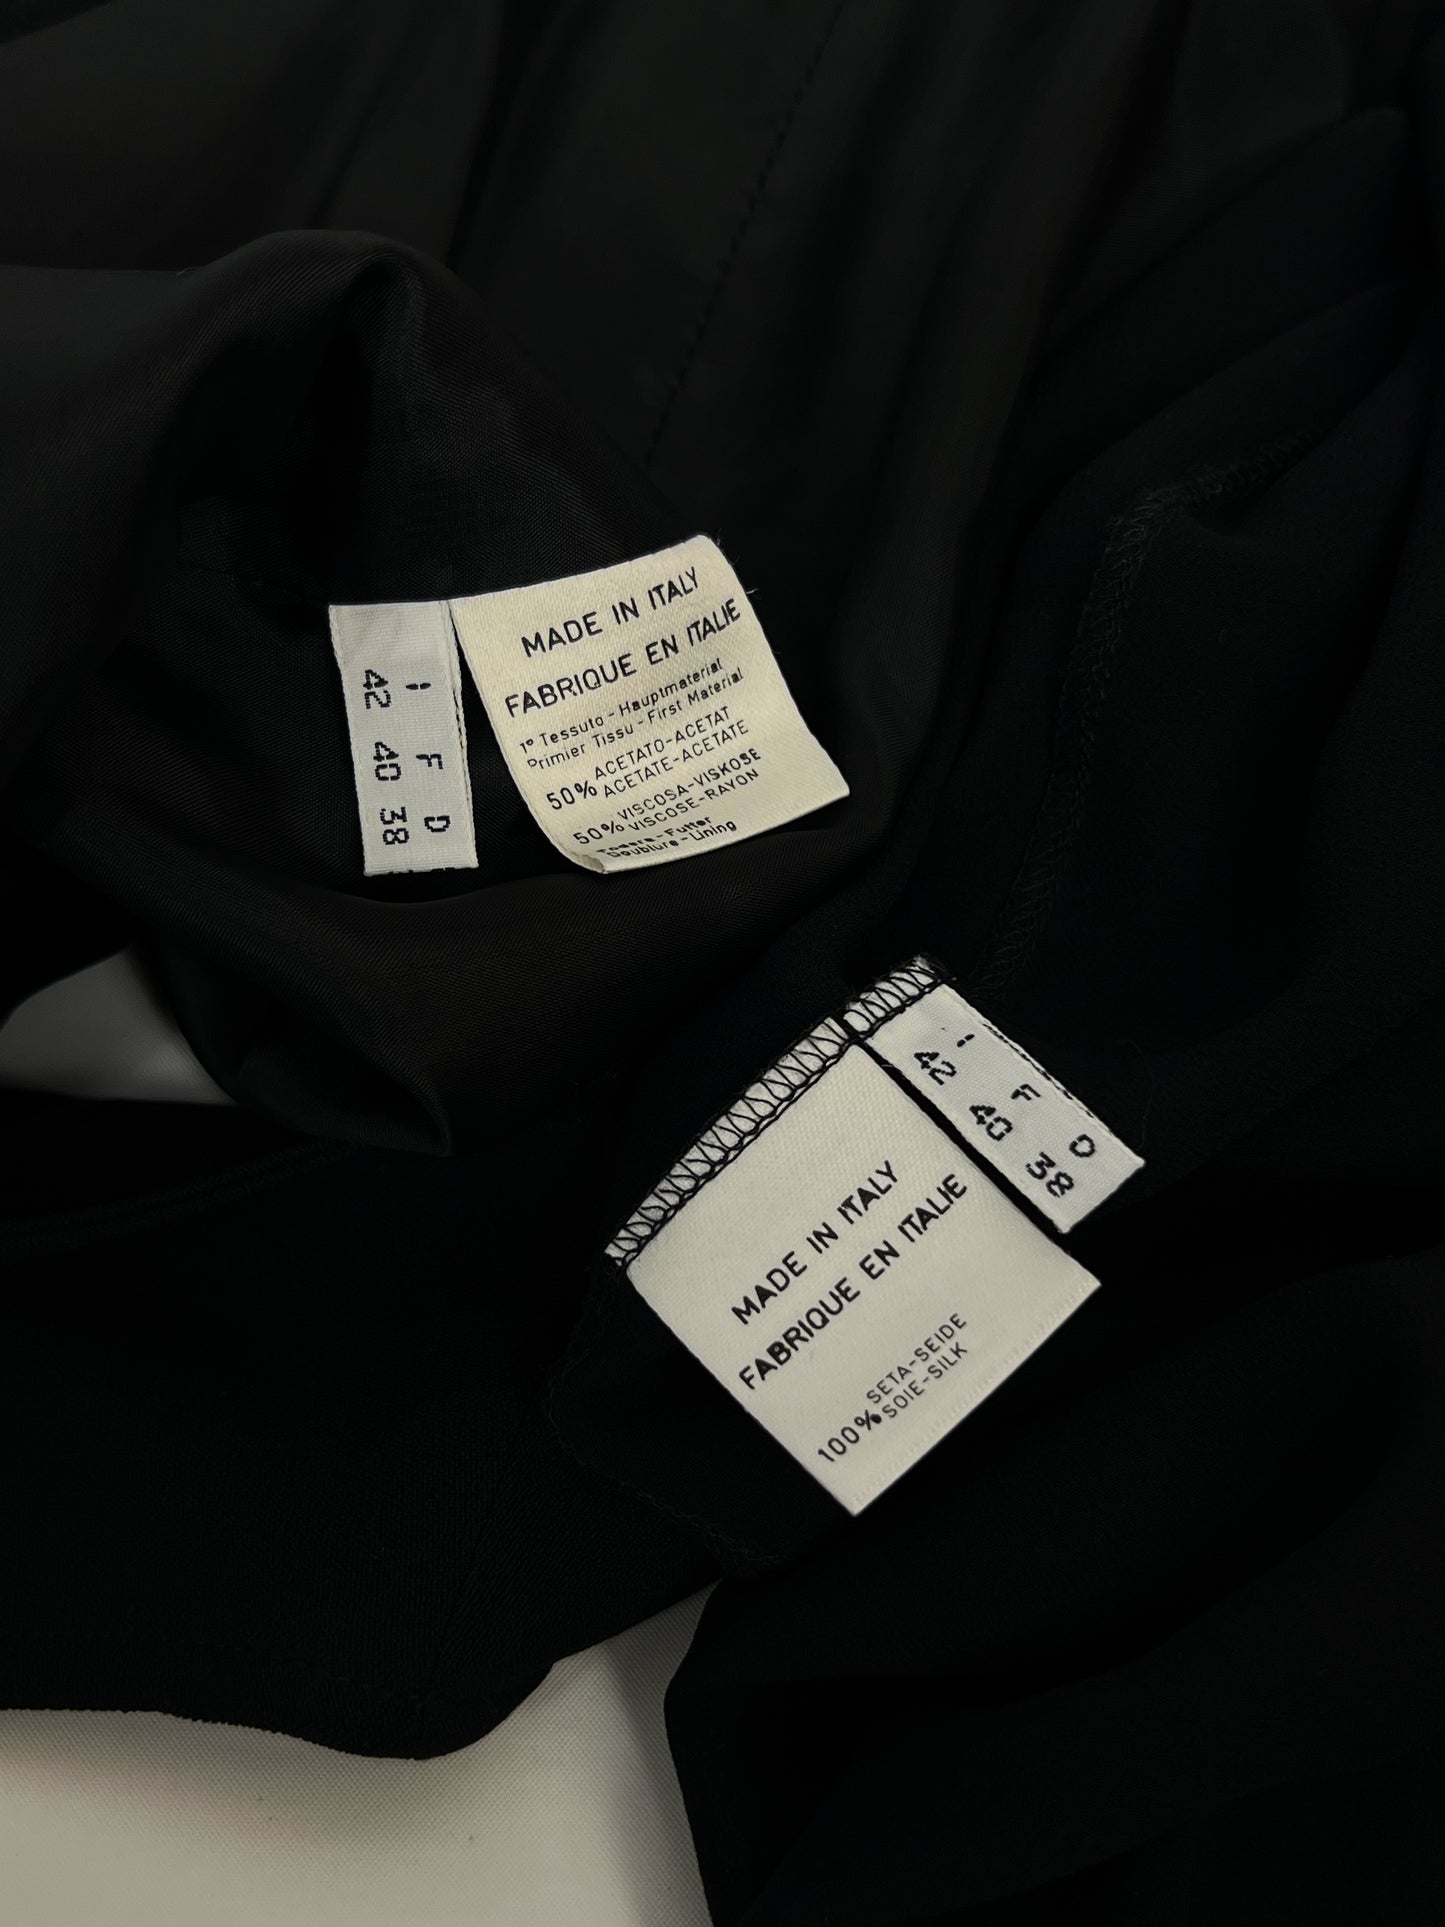 MADE IN ITALY
FABRIQUE EN ITALIE
1° Tessuto - Hauptmaterial
Primier Tissu - First Material
50% ACETATO-ACETAT
ACETATE-ACETATE
50% VISCOSA-VISKOSE
VISCOSE-RAYON
Fodera - Futter
Doublure - Lining
I F D
42 40 38
I F D
42 40 38
MADE IN ITALY
FABRIQUE EN ITALIE
100% SETA-SEIDE
SOIE-SILK